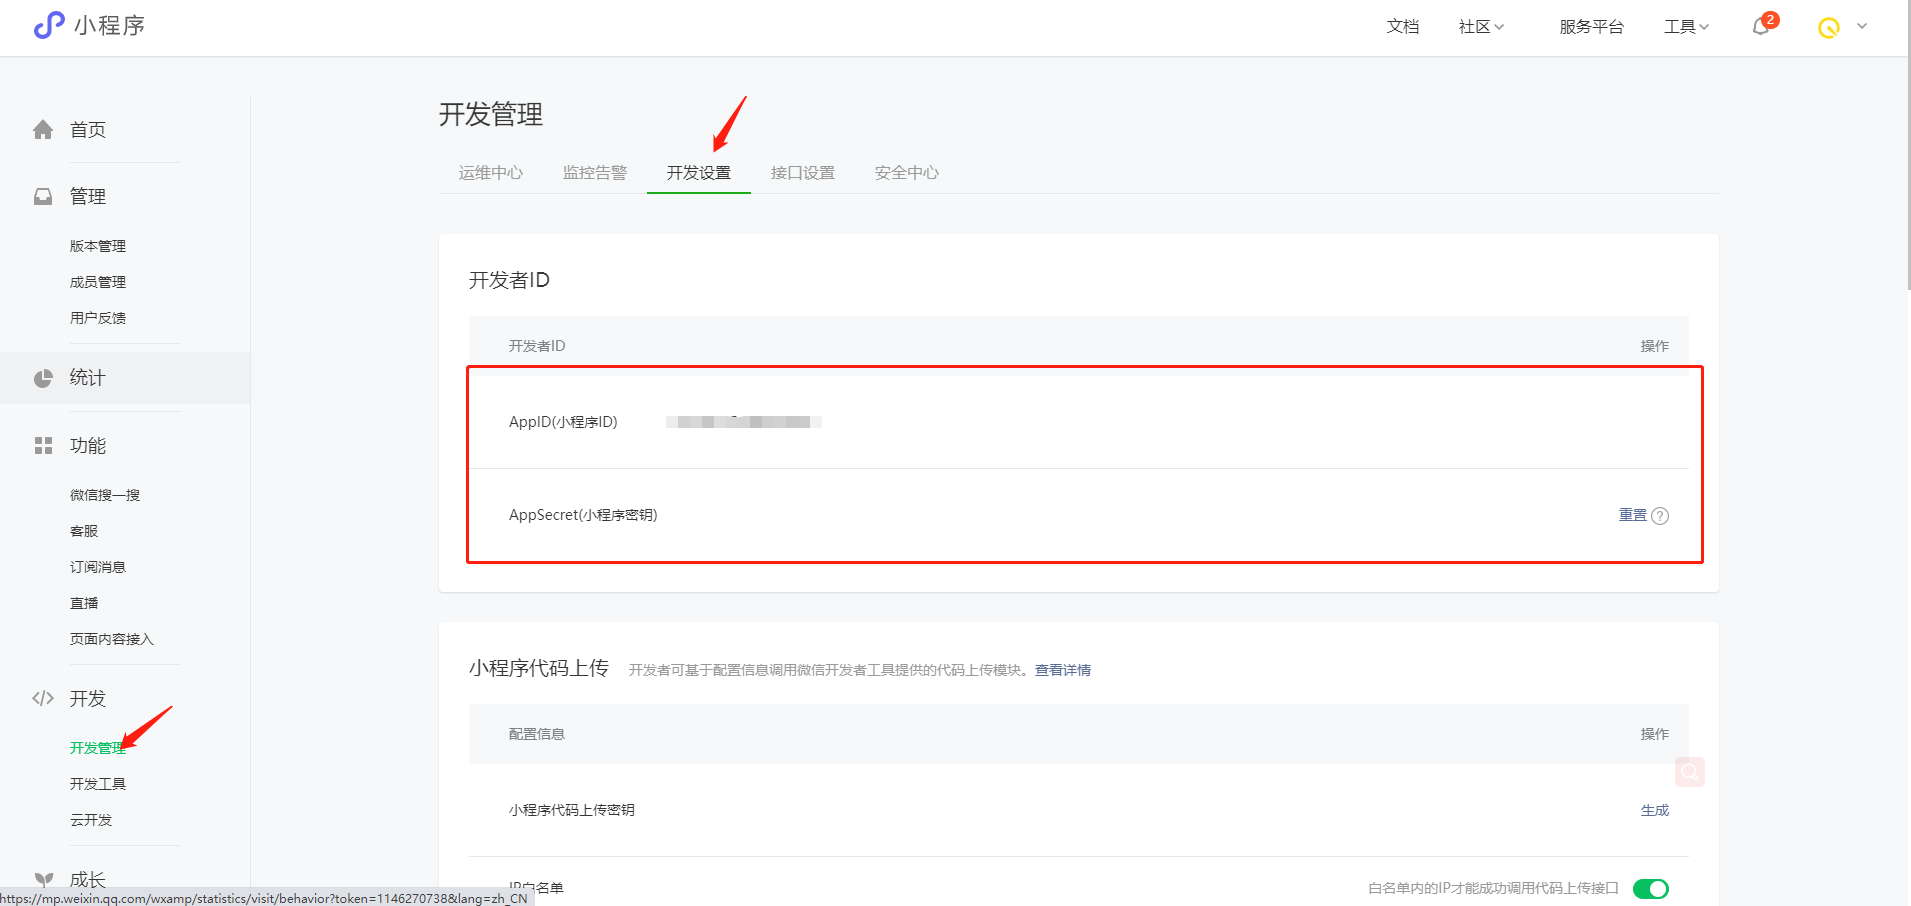 小程序
文档
社区
服务平台
工具
2
首页
管理
版本管理
成员管理
用户反馈
统计
功能
微信搜一搜
客服
订阅消息
直播
页面内容接入
开发
开发管理
开发工具
云开发
成长
开发管理
运维中心 监控告警 开发设置 接口设置 安全中心
开发者ID
开发者ID 操作
AppID(小程序ID)
AppSecret(小程序密钥) 重置 ?
小程序代码上传 开发者可基于配置信息调用微信开发者工具提供的代码上传模块。查看详情
配置信息 操作
小程序代码上传密钥 生成
IP白名单 白名单内的IP才能成功调用代码上传接口
https://mp.weixin.qq.com/wxamp/statistics/visit/behavior?token=1146270738&lang=zh_CN